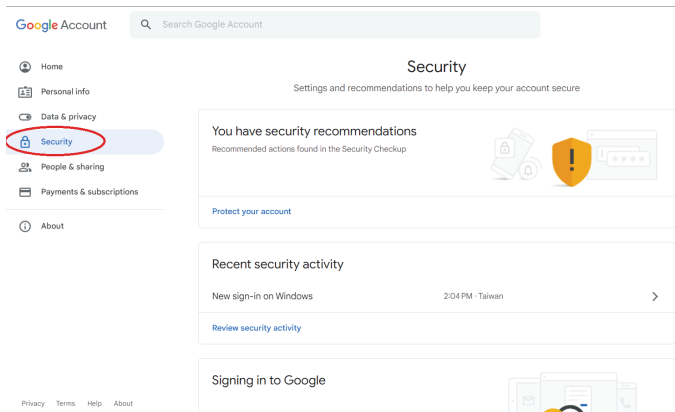 Google Account
Search Google Account
Home
Personal info
Data & privacy
Security
People & sharing
Payments & subscriptions
About
Privacy Terms Help About
Security
Settings and recommendations to help you keep your account secure
You have security recommendations
Recommended actions found in the Security Checkup
Protect your account
Recent security activity
New sign-in on Windows 2:04 PM · Taiwan
Review security activity
Signing in to Google